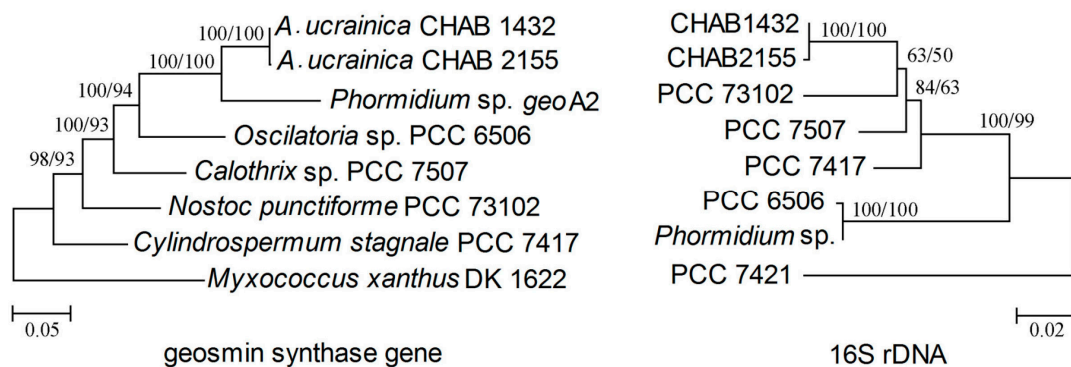 100/100
A. ucrainica CHAB 1432
A. ucrainica CHAB 2155
100/100
Phormidium sp. geoA2
100/94
Oscilatoria sp. PCC 6506
100/93
Calothrix sp. PCC 7507
98/93
Nostoc punctiforme PCC 73102
Cylindrospermum stagnale PCC 7417
Myxococcus xanthus DK 1622
0.05
geosmin synthase gene
CHAB1432
100/100
CHAB2155
63/50
PCC 73102
84/63
PCC 7507
100/99
PCC 7417
PCC 6506
100/100
Phormidium sp.
PCC 7421
0.02
16S rDNA